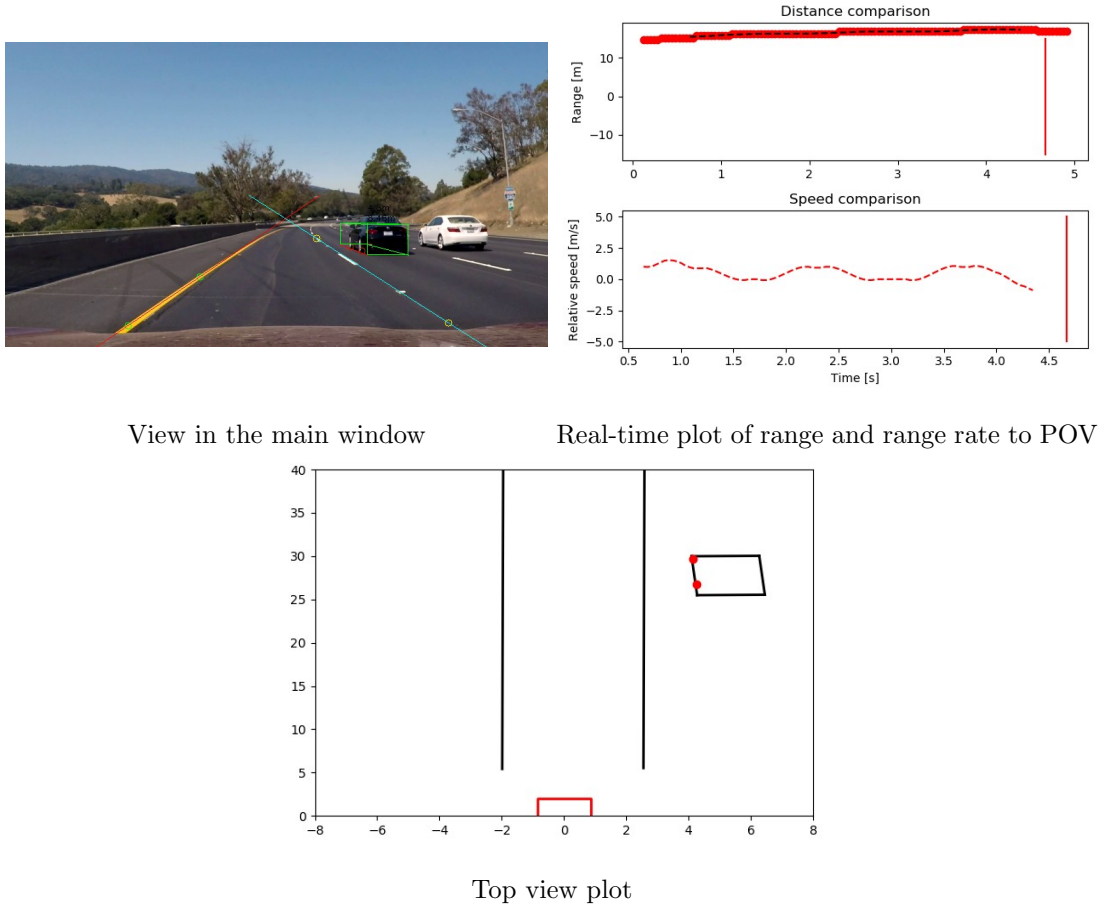 Distance comparison
Range [m]
10
0
−10
0 1 2 3 4 5
Speed comparison
Relative speed [m/s]
5.0
2.5
0.0
−2.5
−5.0
0.5 1.0 1.5 2.0 2.5 3.0 3.5 4.0 4.5
Time [s]
View in the main window
Real-time plot of range and range rate to POV
40
35
30
25
20
15
10
5
0
−8 −6 −4 −2 0 2 4 6 8
Top view plot